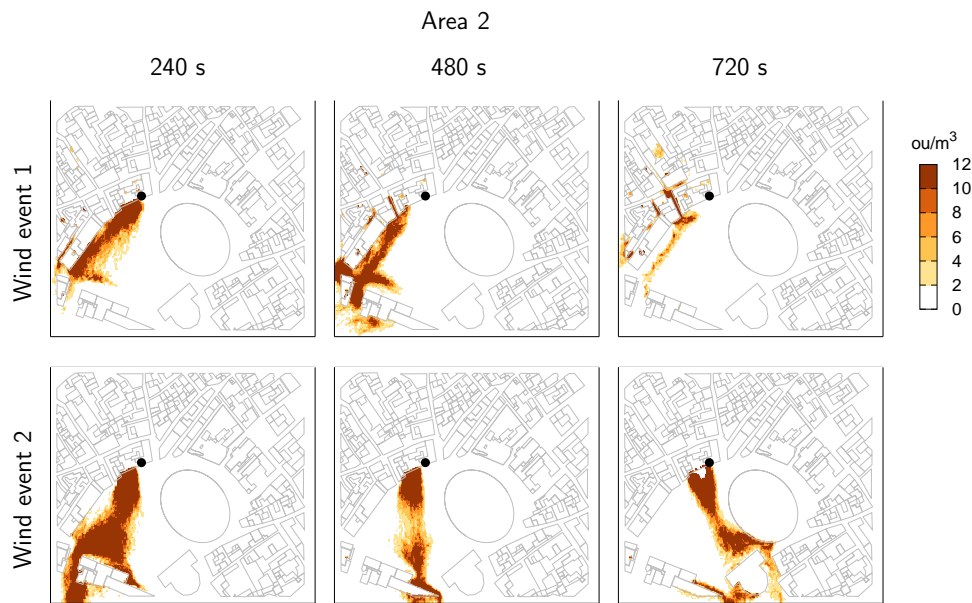 Area 2
240 s
480 s
720 s
Wind event 1
ou/m³
12
10
8
6
4
2
0
Wind event 2